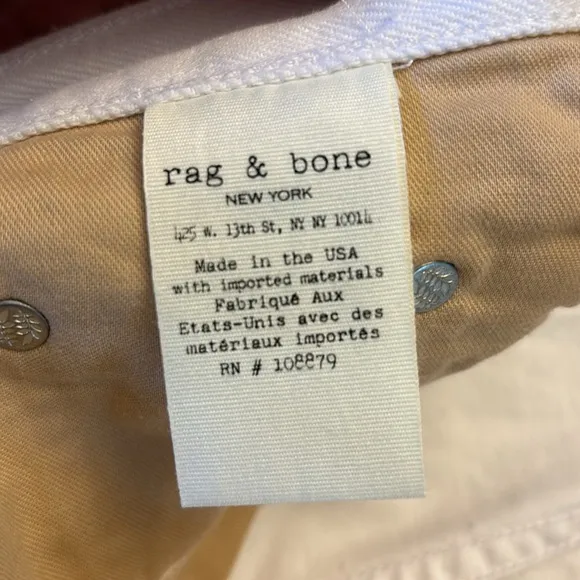 rag & bone
NEW YORK
425 W. 13th St, NY NY 10014
Made in the USA
with imported materials
Fabriqué Aux
Etats-Unis avec des
matériaux importés
RN # 108879